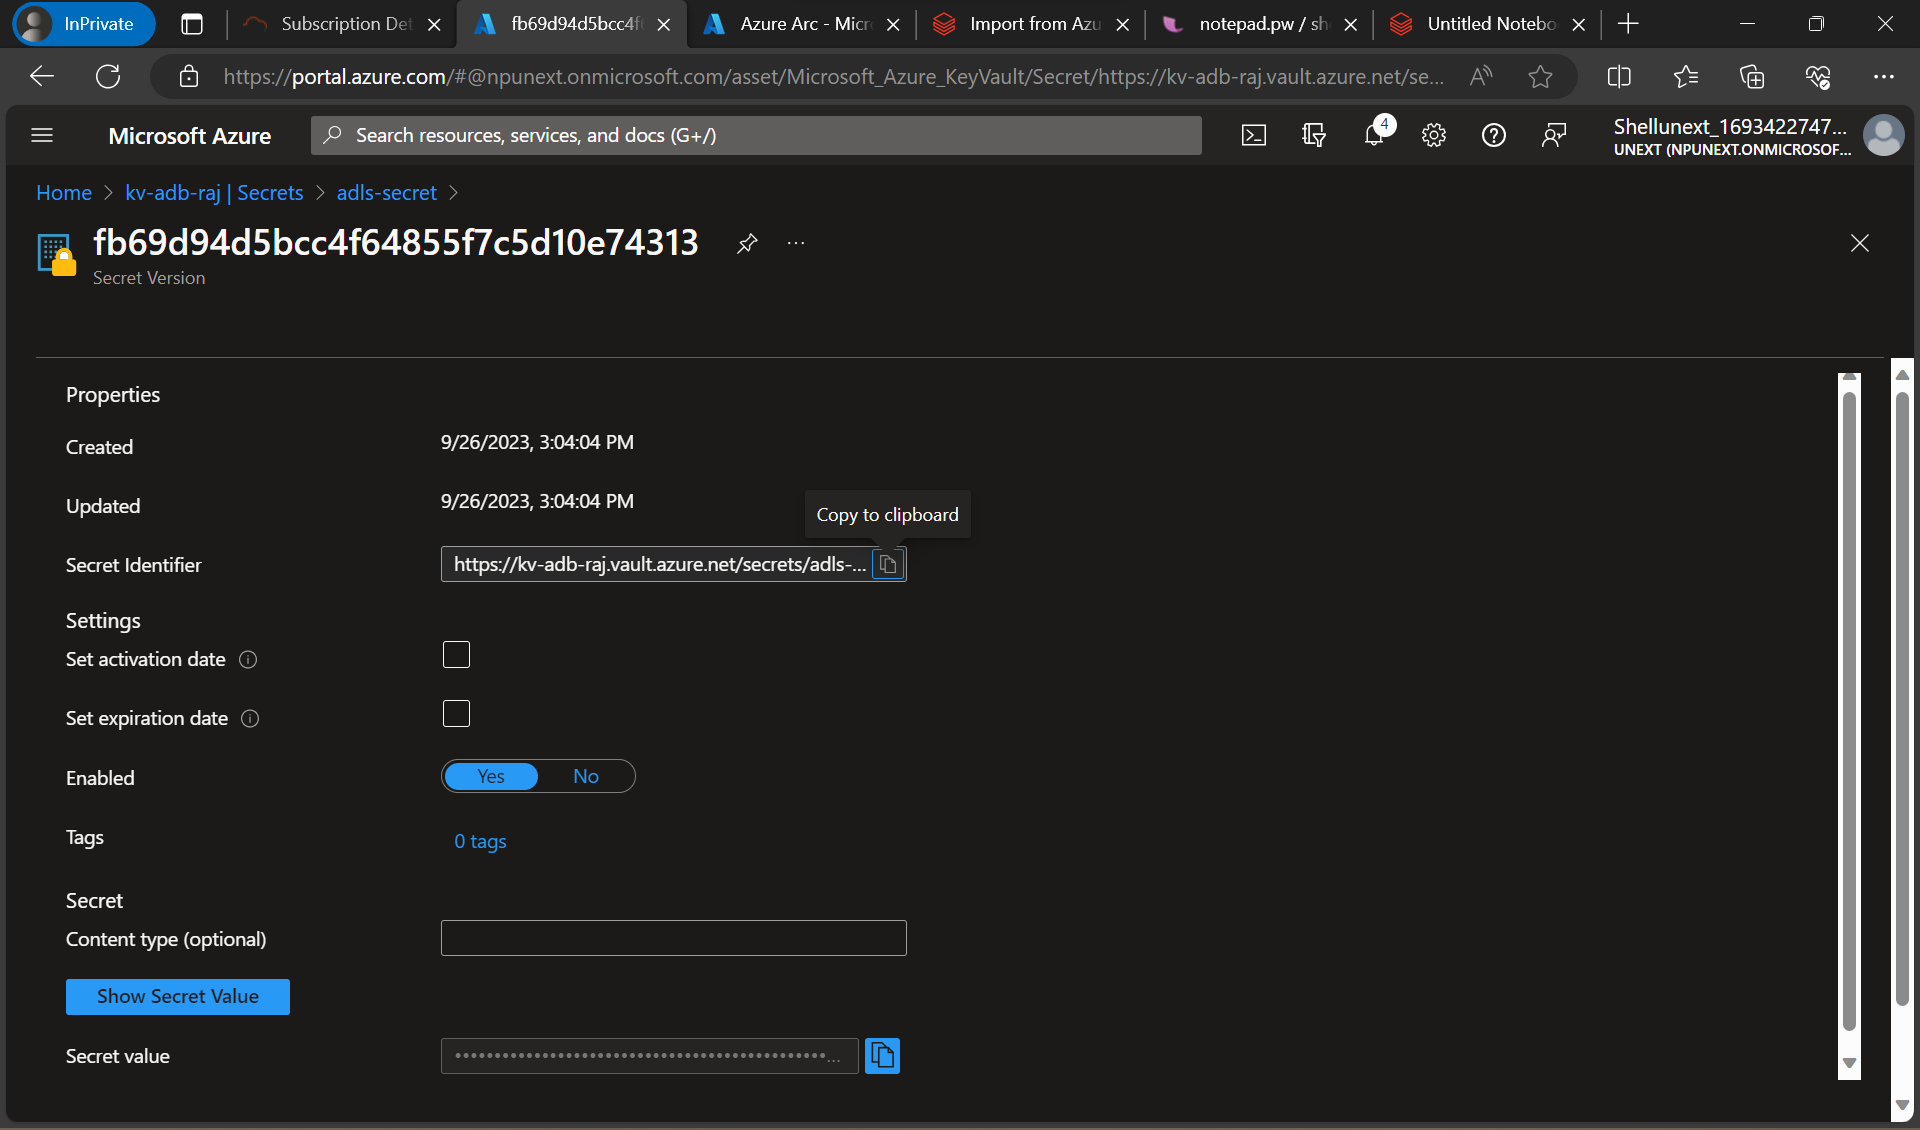 InPrivate
Subscription Det
fb69d94d5bcc4f
Azure Arc - Micr
Import from Azu
notepad.pw / sh
Untitled Notebo
https://portal.azure.com/#@npunext.onmicrosoft.com/asset/Microsoft_Azure_KeyVault/Secret/https://kv-adb-raj.vault.azure.net/se...
Microsoft Azure
Search resources, services, and docs (G+/)
4
Shellunext_1693422747...
UNEXT (NPUNEXT.ONMICROSOF...
Home > kv-adb-raj | Secrets > adls-secret >
fb69d94d5bcc4f64855f7c5d10e74313
Secret Version
Properties
Created
9/26/2023, 3:04:04 PM
Updated
9/26/2023, 3:04:04 PM
Copy to clipboard
Secret Identifier
https://kv-adb-raj.vault.azure.net/secrets/adls-...
Settings
Set activation date
Set expiration date
Enabled
Yes No
Tags
0 tags
Secret
Content type (optional)
Show Secret Value
Secret value